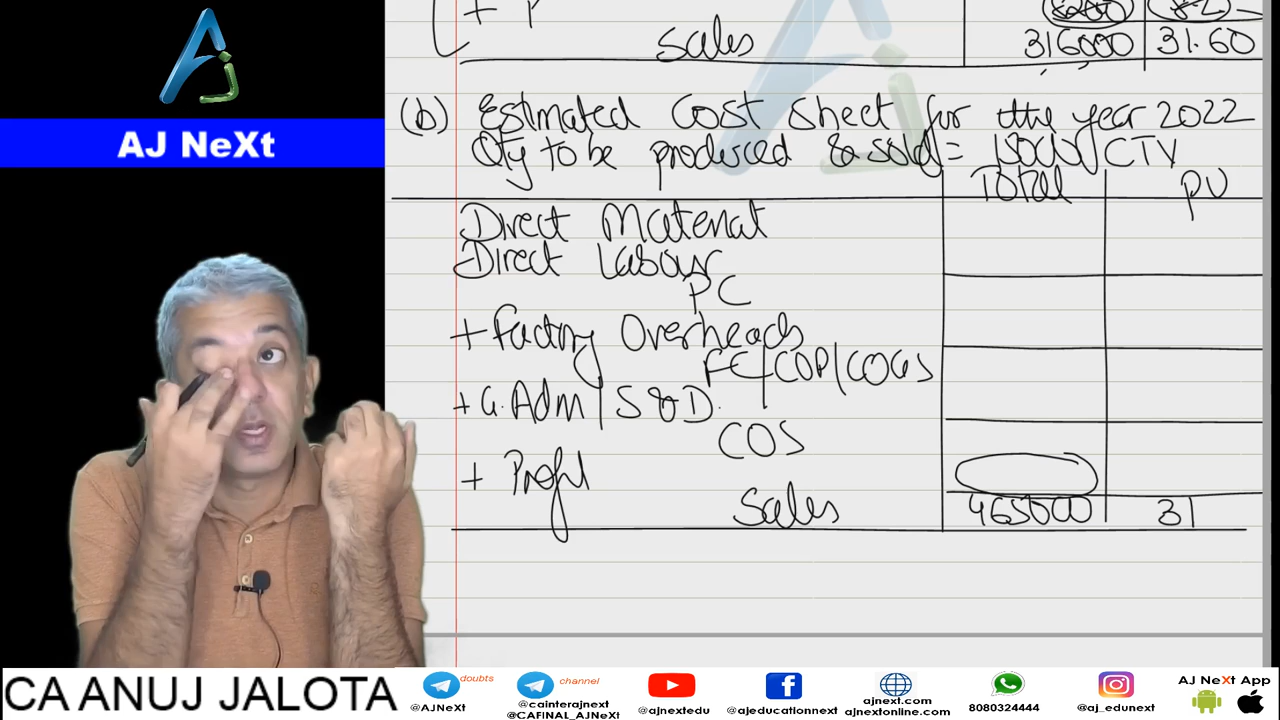 AJ NeXt
+ P
Sales 316000 31.60
(b) Estimated Cost Sheet for the year 2022
Qty to be produced & sold = 15000 CTV
Total PU
Direct Material
Direct Labour
PC
+ Factory Overheads
FC/COP/COGS
+ G. Adm / S & D.
COS
+ Profit
Sales 465000 31
CA ANUJ JALOTA
doubts
@AJNeXt
channel
@cainterajnext
@CAFINAL_AJNeXt
@ajnextedu
@ajeducationnext
ajnext.com
ajnextonline.com
8080324444
@aj_edunext
AJ NeXt App